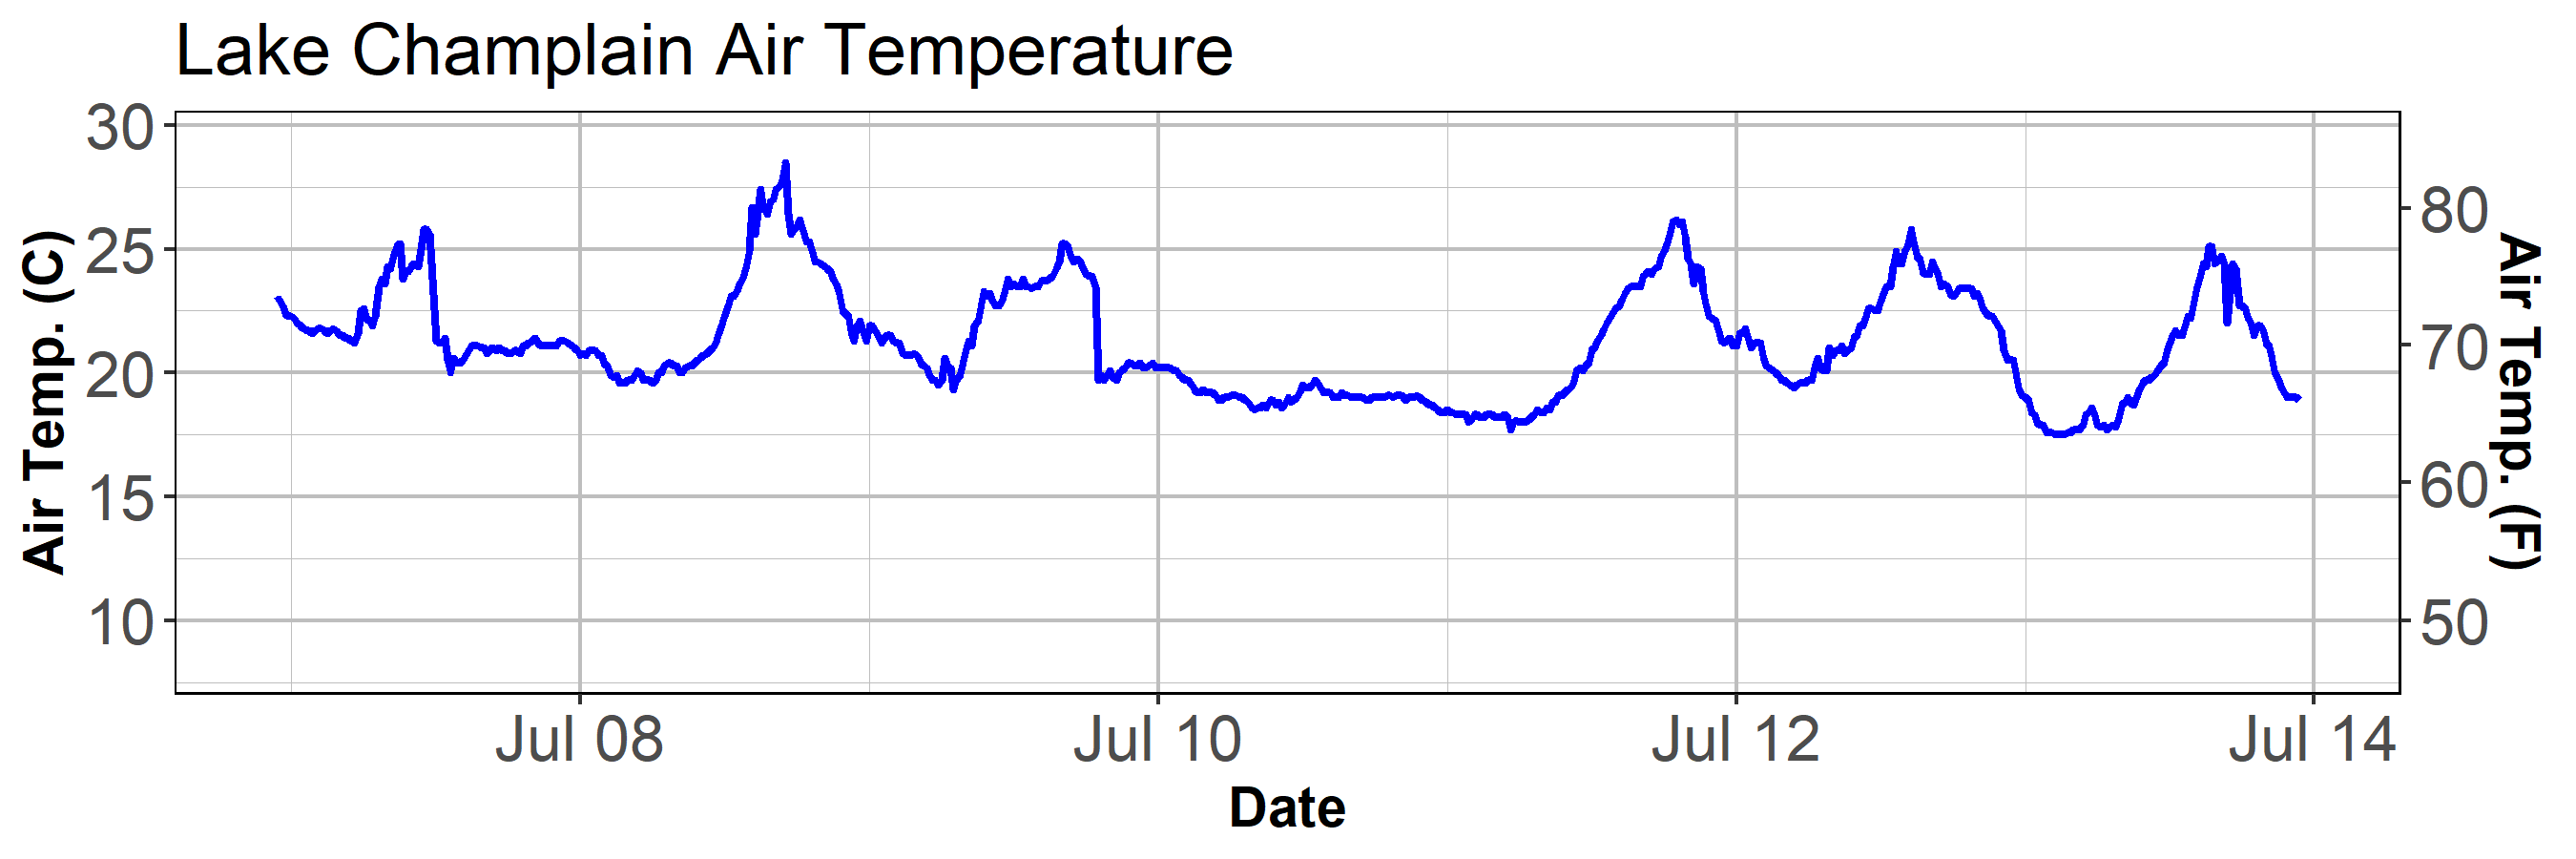 Lake Champlain Air Temperature
30
25
20
15
10
Air Temp. (C)
80
70
60
50
Air Temp. (F)
Jul 08
Jul 10
Jul 12
Jul 14
Date